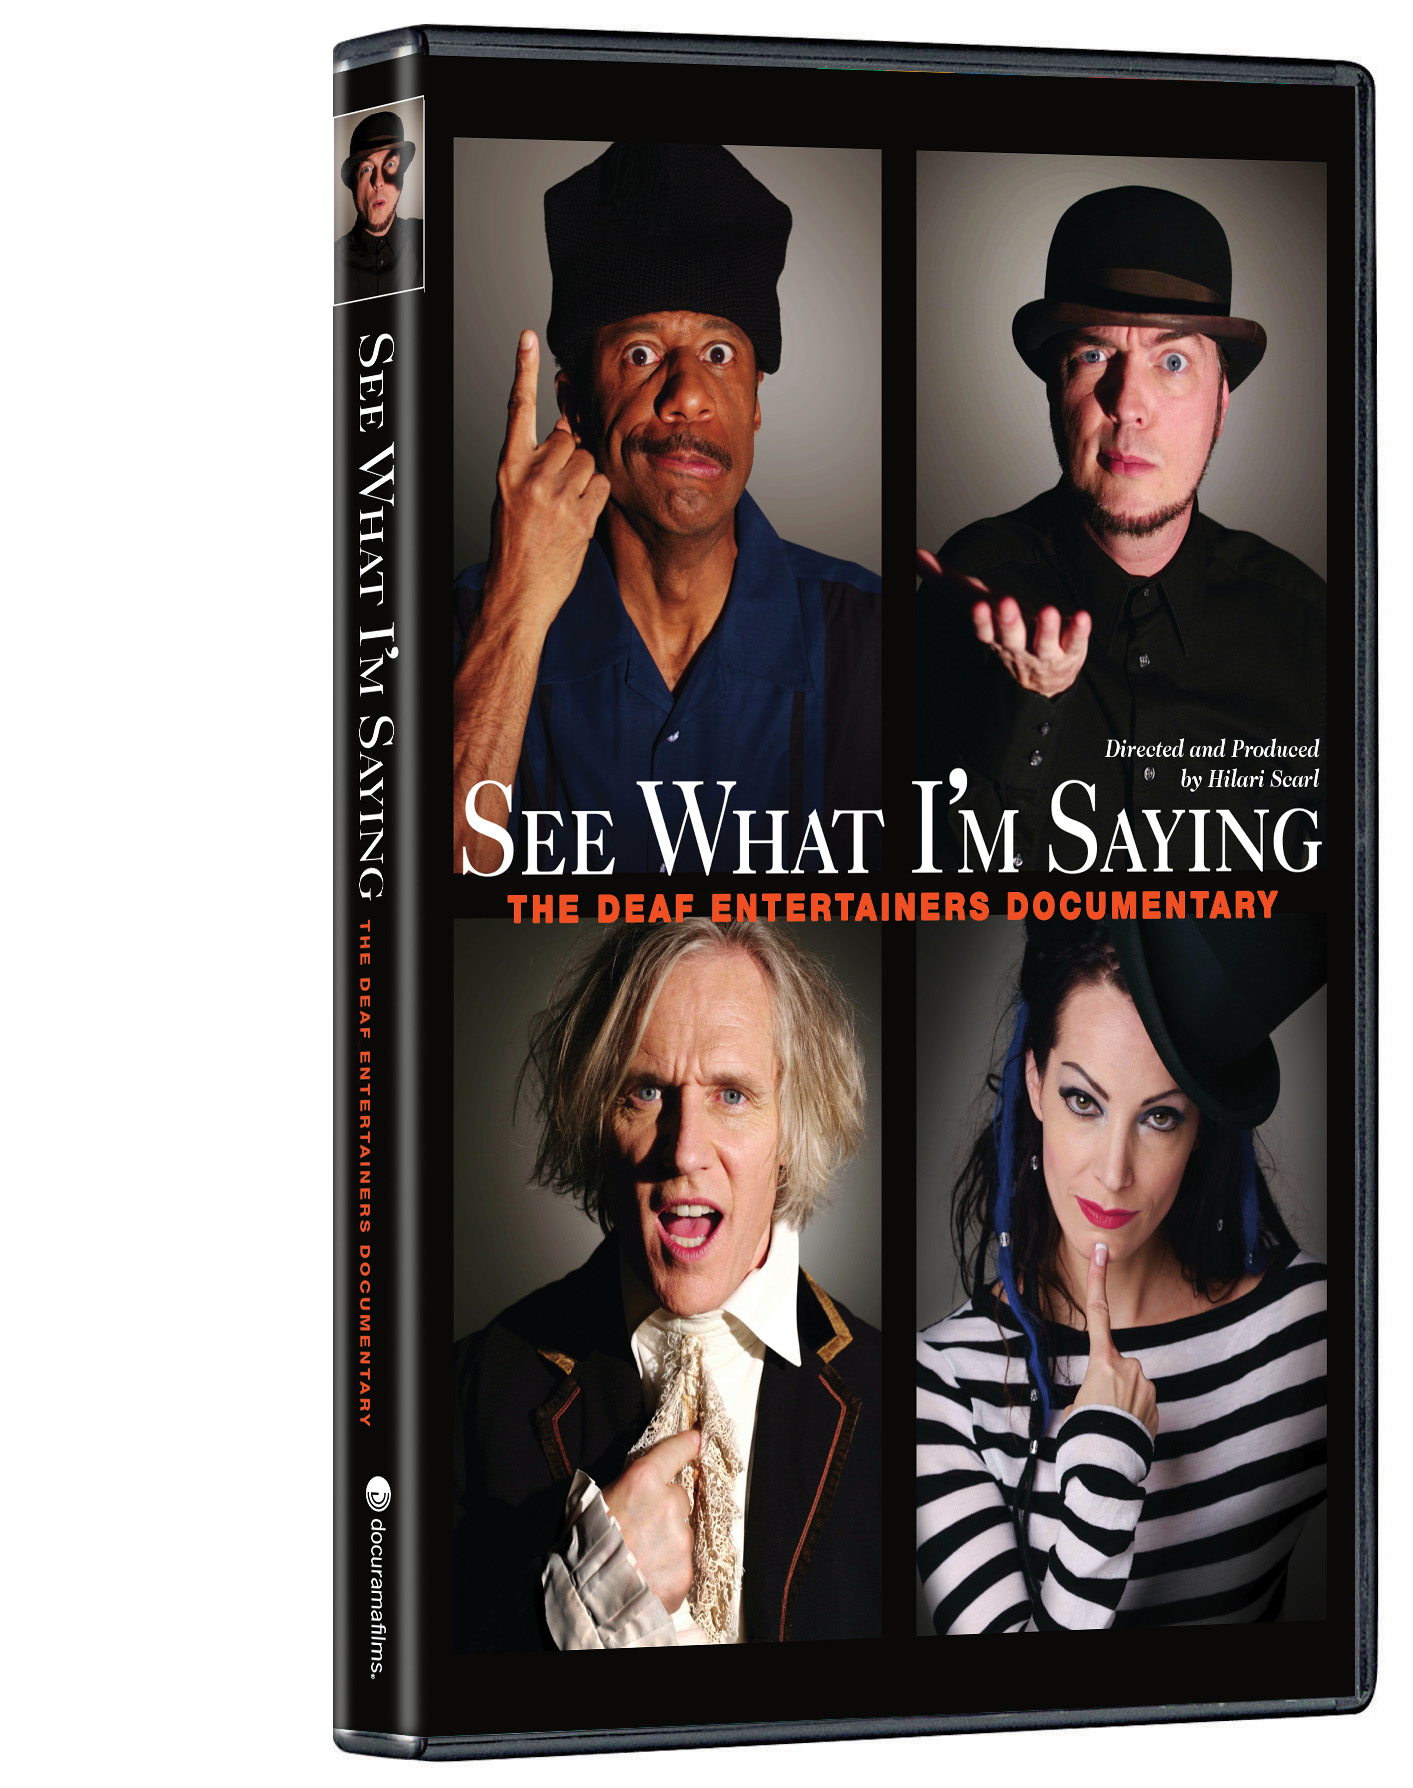 SEE WHAT I'M SAYING THE DEAF ENTERTAINERS DOCUMENTARY
docuramafilms®
Directed and Produced
by Hilari Scarl
SEE WHAT I'M SAYING
THE DEAF ENTERTAINERS DOCUMENTARY